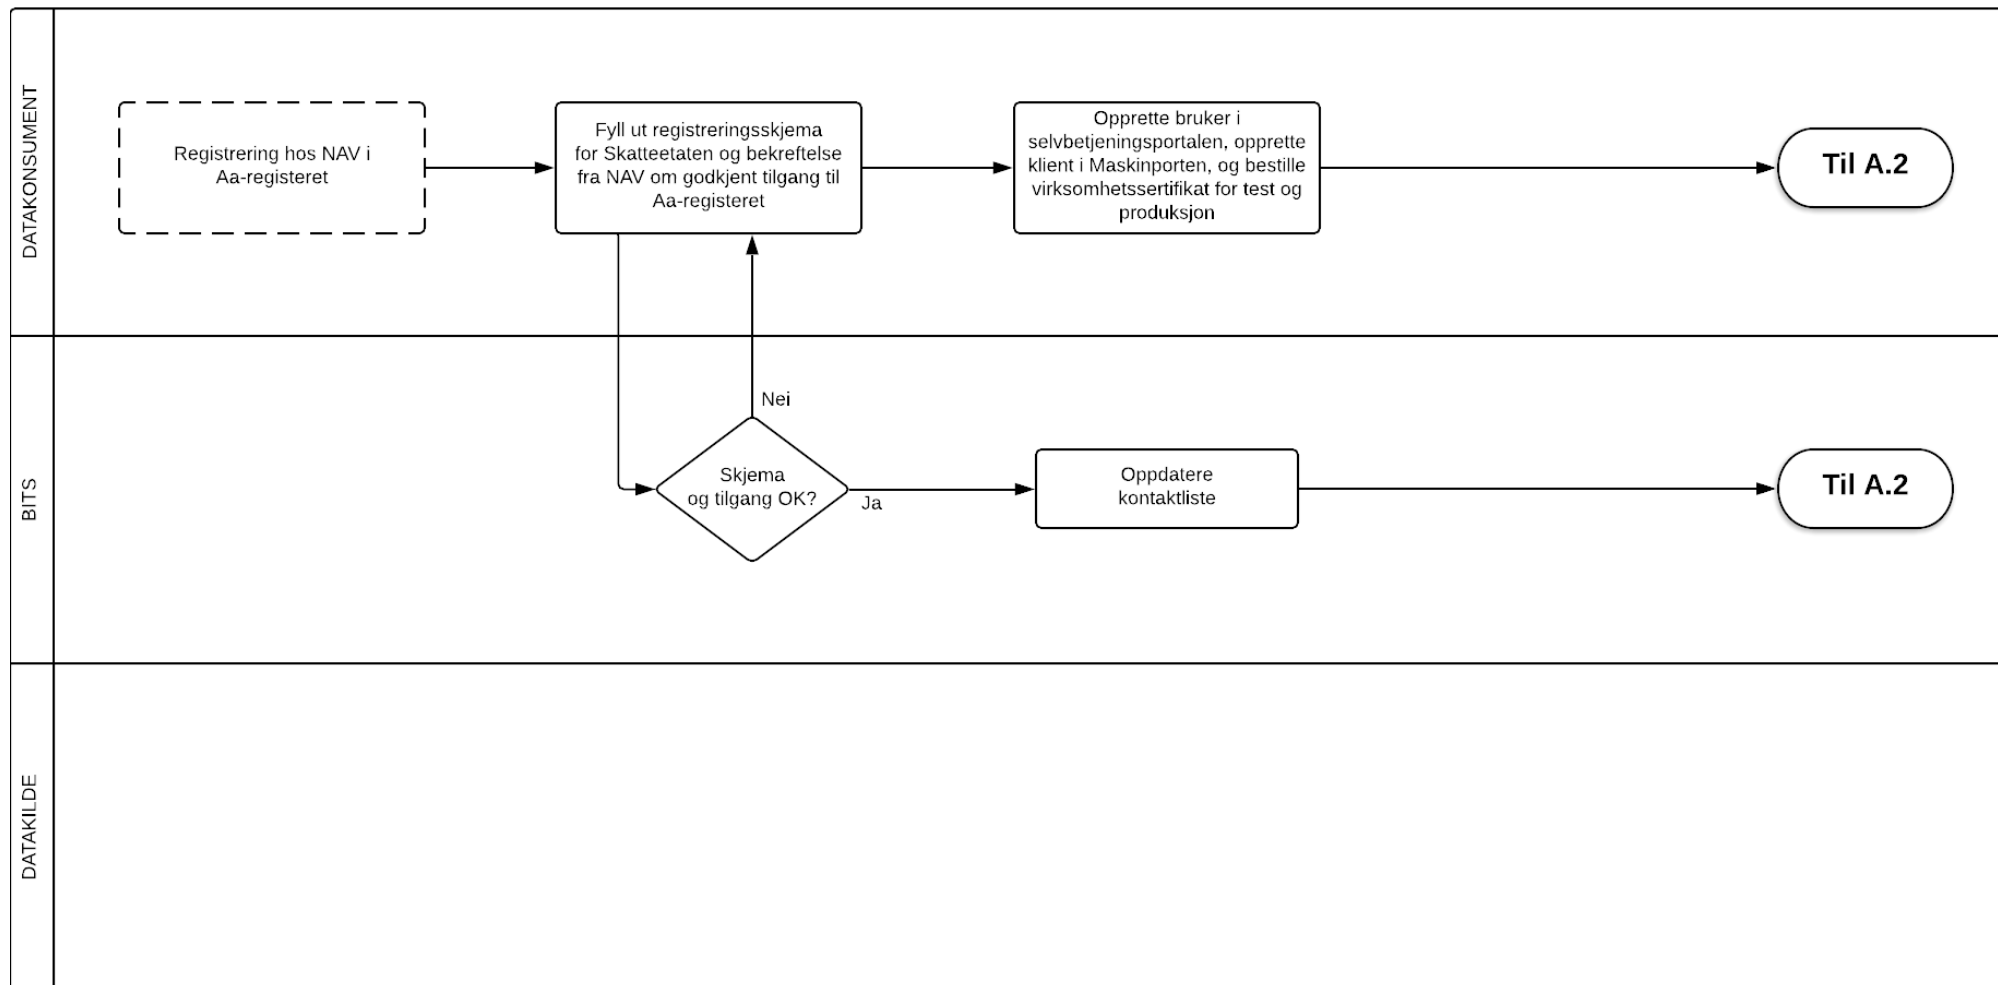 DATAKONSUMENT
Registrering hos NAV i
Aa-registeret
Fyll ut registreringsskjema
for Skatteetaten og bekreftelse
fra NAV om godkjent tilgang til
Aa-registeret
Opprette bruker i
selvbetjeningsportalen, opprette
klient i Maskinporten, og bestille
virksomhetssertifikat for test og
produksjon
Til A.2
BITS
Nei
Skjema
og tilgang OK?
Ja
Oppdatere
kontaktliste
Til A.2
DATAKILDE